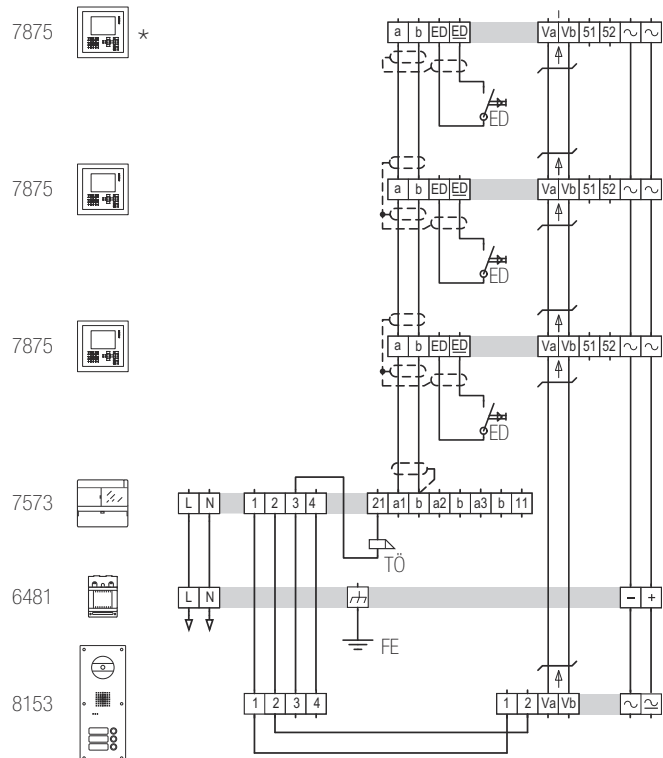 7875 * a b ED ED Va Vb 51 52 ~ ~
ED
7875 a b ED ED Va Vb 51 52 ~ ~
ED
7875 a b ED ED Va Vb 51 52 ~ ~
ED
7573 L N 1 2 3 4 21 a1 b a2 b a3 b 11
TÖ
6481 L N − +
FE
8153 1 2 3 4 1 2 Va Vb ~ ~